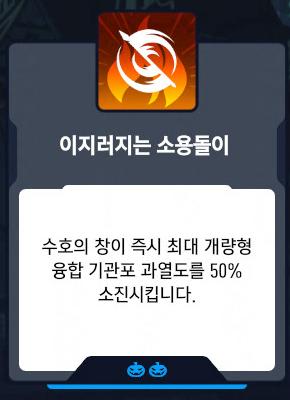 이지러지는 소용돌이
수호의 창이 즉시 최대 개량형
융합 기관포 과열도를 50%
소진시킵니다.